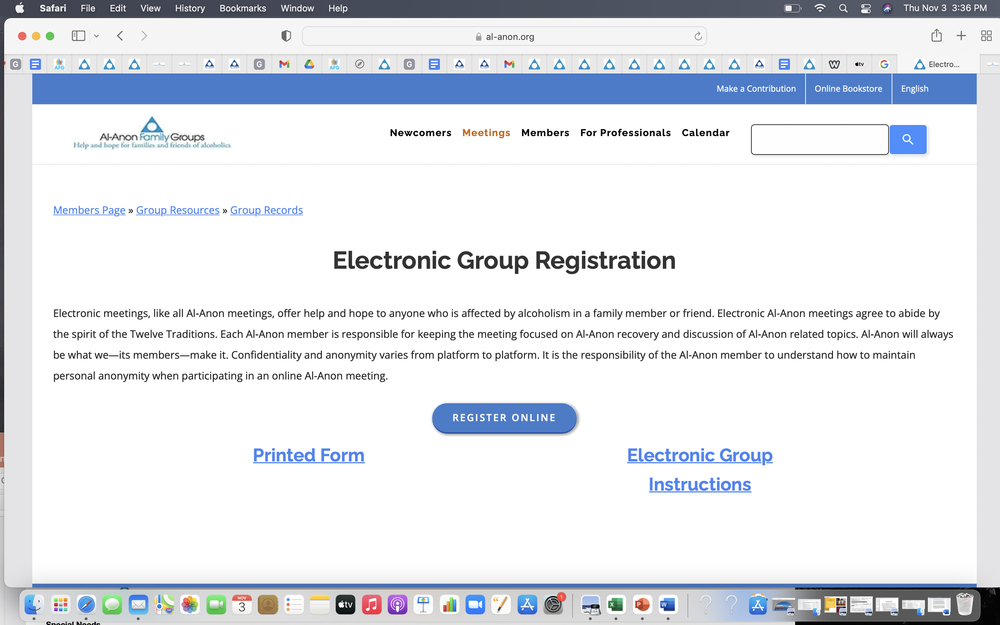 Safari File Edit View History Bookmarks Window Help Thu Nov 3 3:36 PM
al-anon.org
G AFG G AFG G W tv G Electro...
Make a Contribution Online Bookstore English
Al-Anon Family Groups
Help and hope for families and friends of alcoholics
Newcomers Meetings Members For Professionals Calendar
Members Page » Group Resources » Group Records
Electronic Group Registration
Electronic meetings, like all Al-Anon meetings, offer help and hope to anyone who is affected by alcoholism in a family member or friend. Electronic Al-Anon meetings agree to abide by
the spirit of the Twelve Traditions. Each Al-Anon member is responsible for keeping the meeting focused on Al-Anon recovery and discussion of Al-Anon related topics. Al-Anon will always
be what we—its members—make it. Confidentiality and anonymity varies from platform to platform. It is the responsibility of the Al-Anon member to understand how to maintain
personal anonymity when participating in an online Al-Anon meeting.
REGISTER ONLINE
Printed Form
Electronic Group
Instructions
NOV
3
tv
1
X
P
W
280
Special Needs